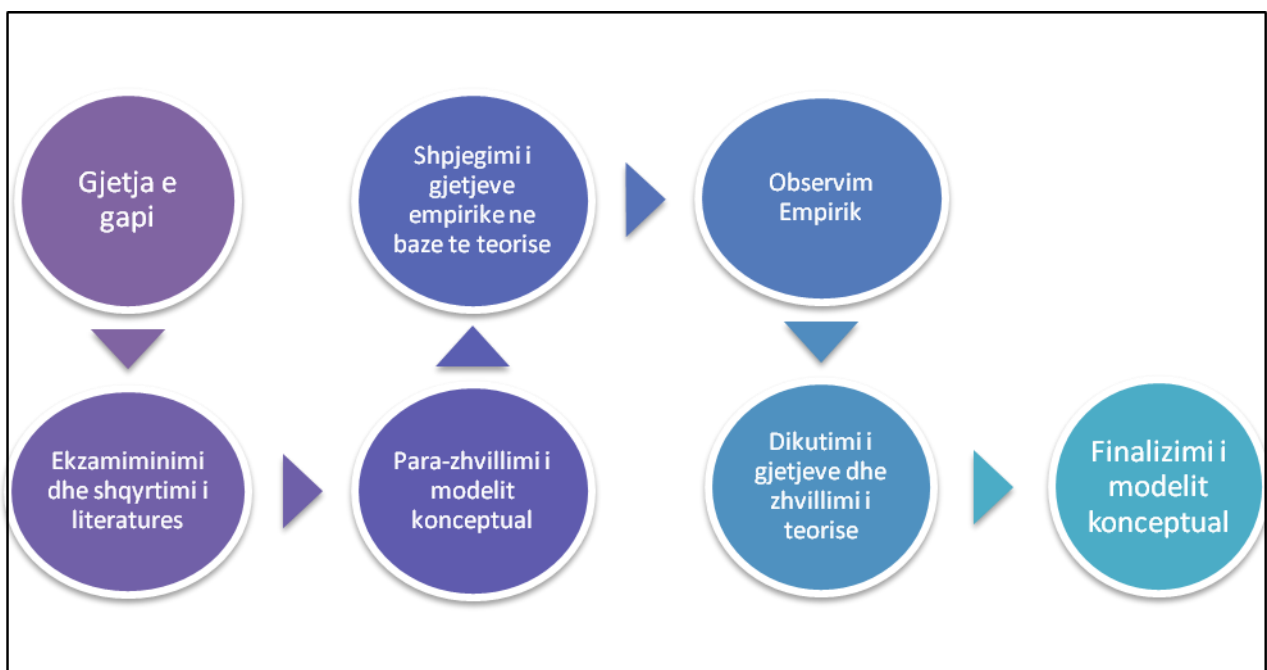 Gjetja e
gapi
Ekzamiminimi
dhe shqyrtimi i
literatures
Para-zhvillimi i
modelit
konceptual
Shpjegimi i
gjetjeve
empirike ne
baze te teorise
Observim
Empirik
Dikutimi i
gjetjeve dhe
zhvillimi i
teorise
Finalizimi i
modelit
konceptual